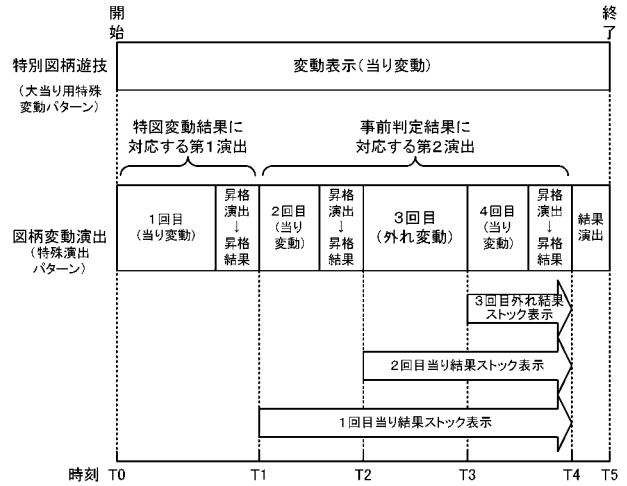 開始
終了
特別図柄遊技
(大当り用特殊
変動パターン)
変動表示(当り変動)
特図変動結果に
対応する第1演出
事前判定結果に
対応する第2演出
図柄変動演出
(特殊演出
パターン)
1回目
(当り変動)
昇格
演出
↓
昇格
結果
2回目
(当り
変動)
昇格
演出
↓
昇格
結果
3回目
(外れ変動)
4回目
(当り
変動)
昇格
演出
↓
昇格
結果
結果
演出
3回目外れ結果
ストック表示
2回目当り結果ストック表示
1回目当り結果ストック表示
時刻 T0 T1 T2 T3 T4 T5